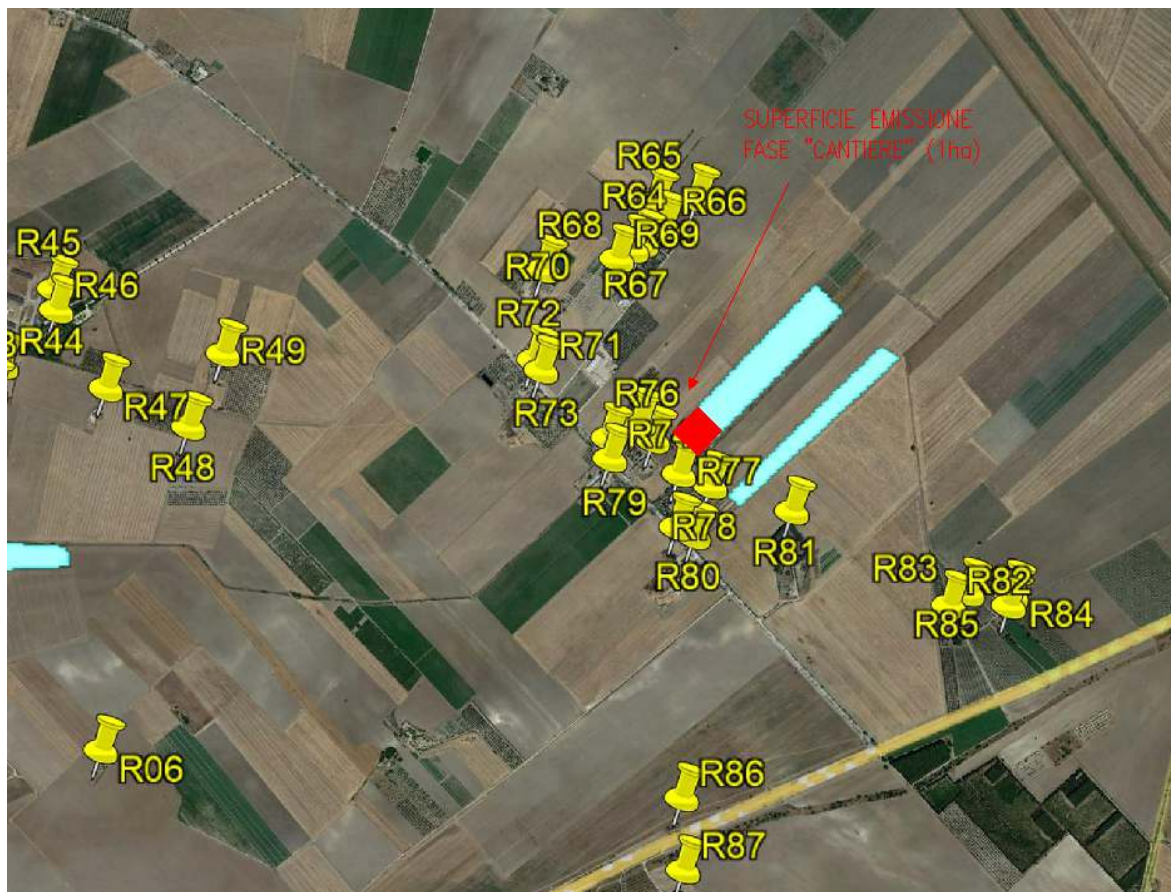 SUPERFICIE EMISSIONE
FASE "CANTIERE" (1ha)
R65
R64
R66
R68
R69
R70
R67
R45
R46
R72
R44
R49
R71
R73
R76
R47
R48
R77
R79
R78
R81
R80
R83
R82
R84
R85
R06
R86
R87